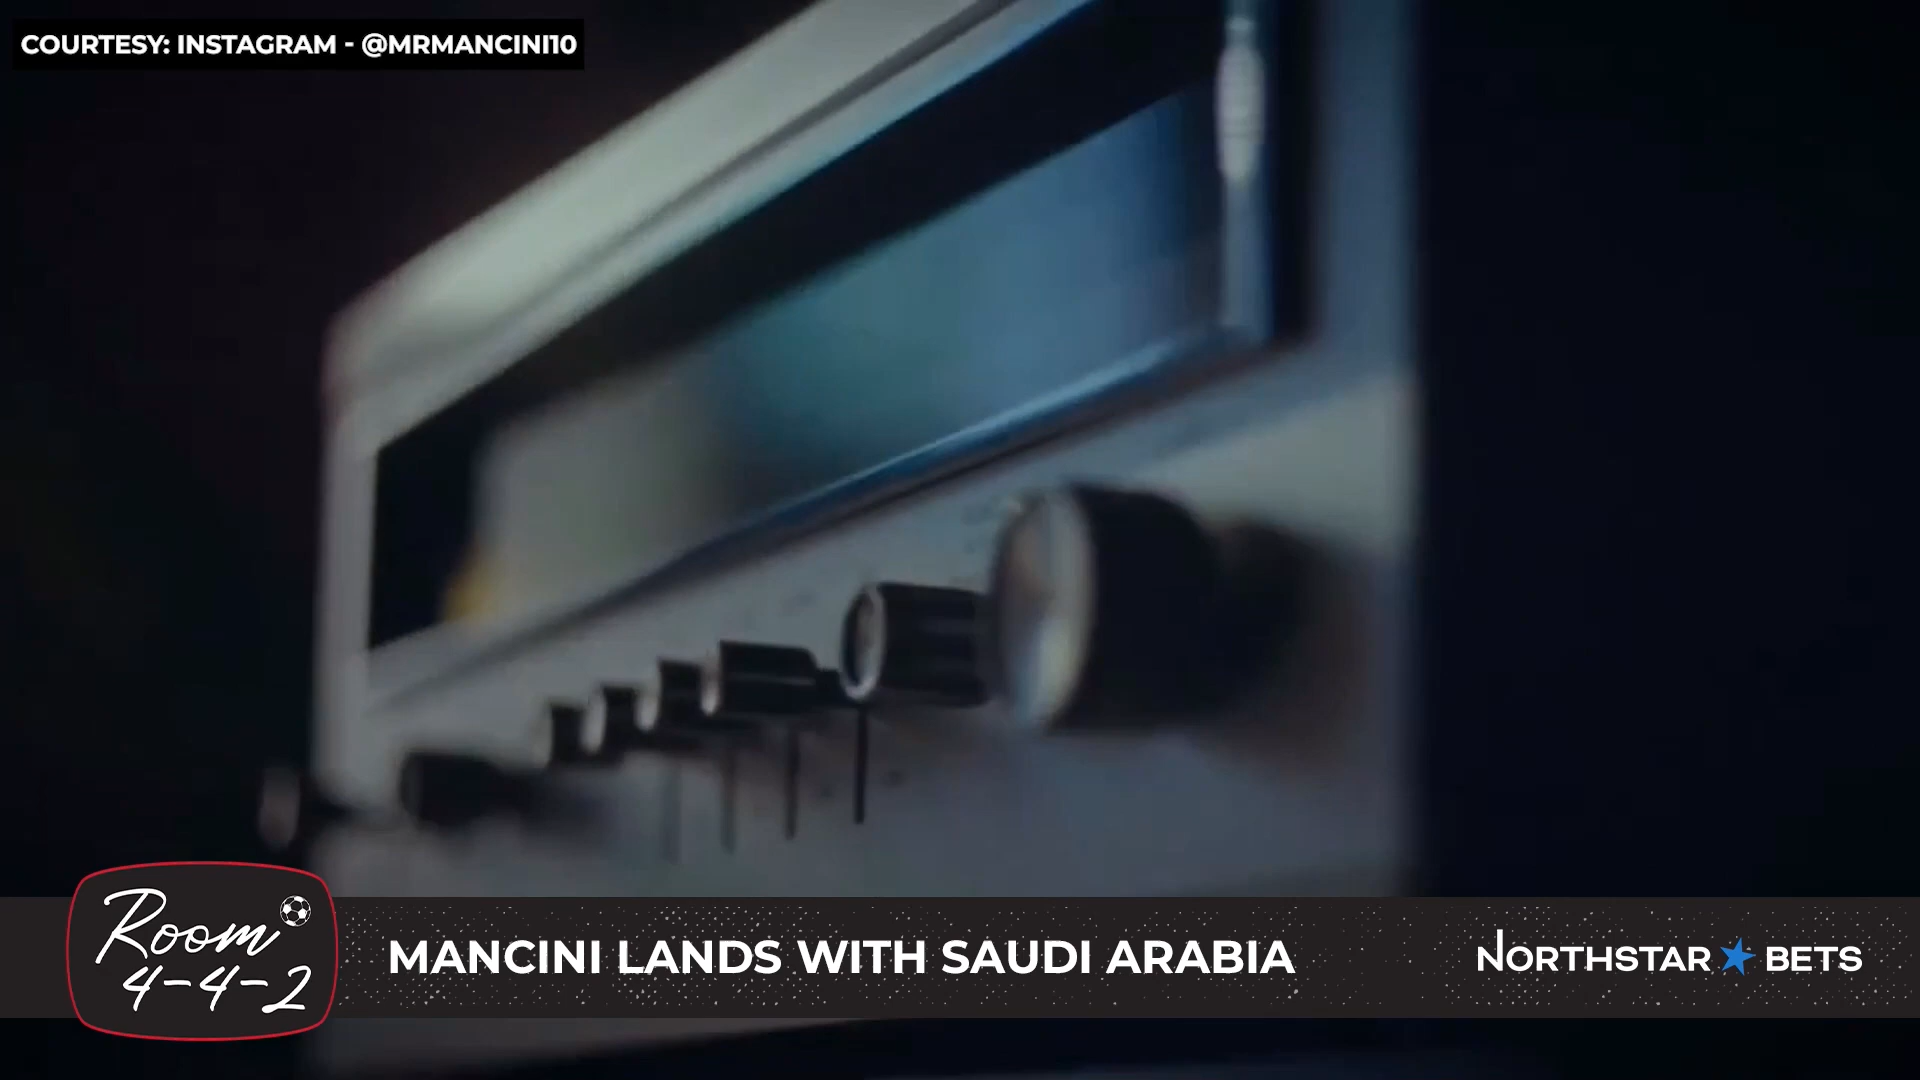 COURTESY: INSTAGRAM - @MRMANCINI10
Room
4-4-2
MANCINI LANDS WITH SAUDI ARABIA
NORTHSTAR BETS